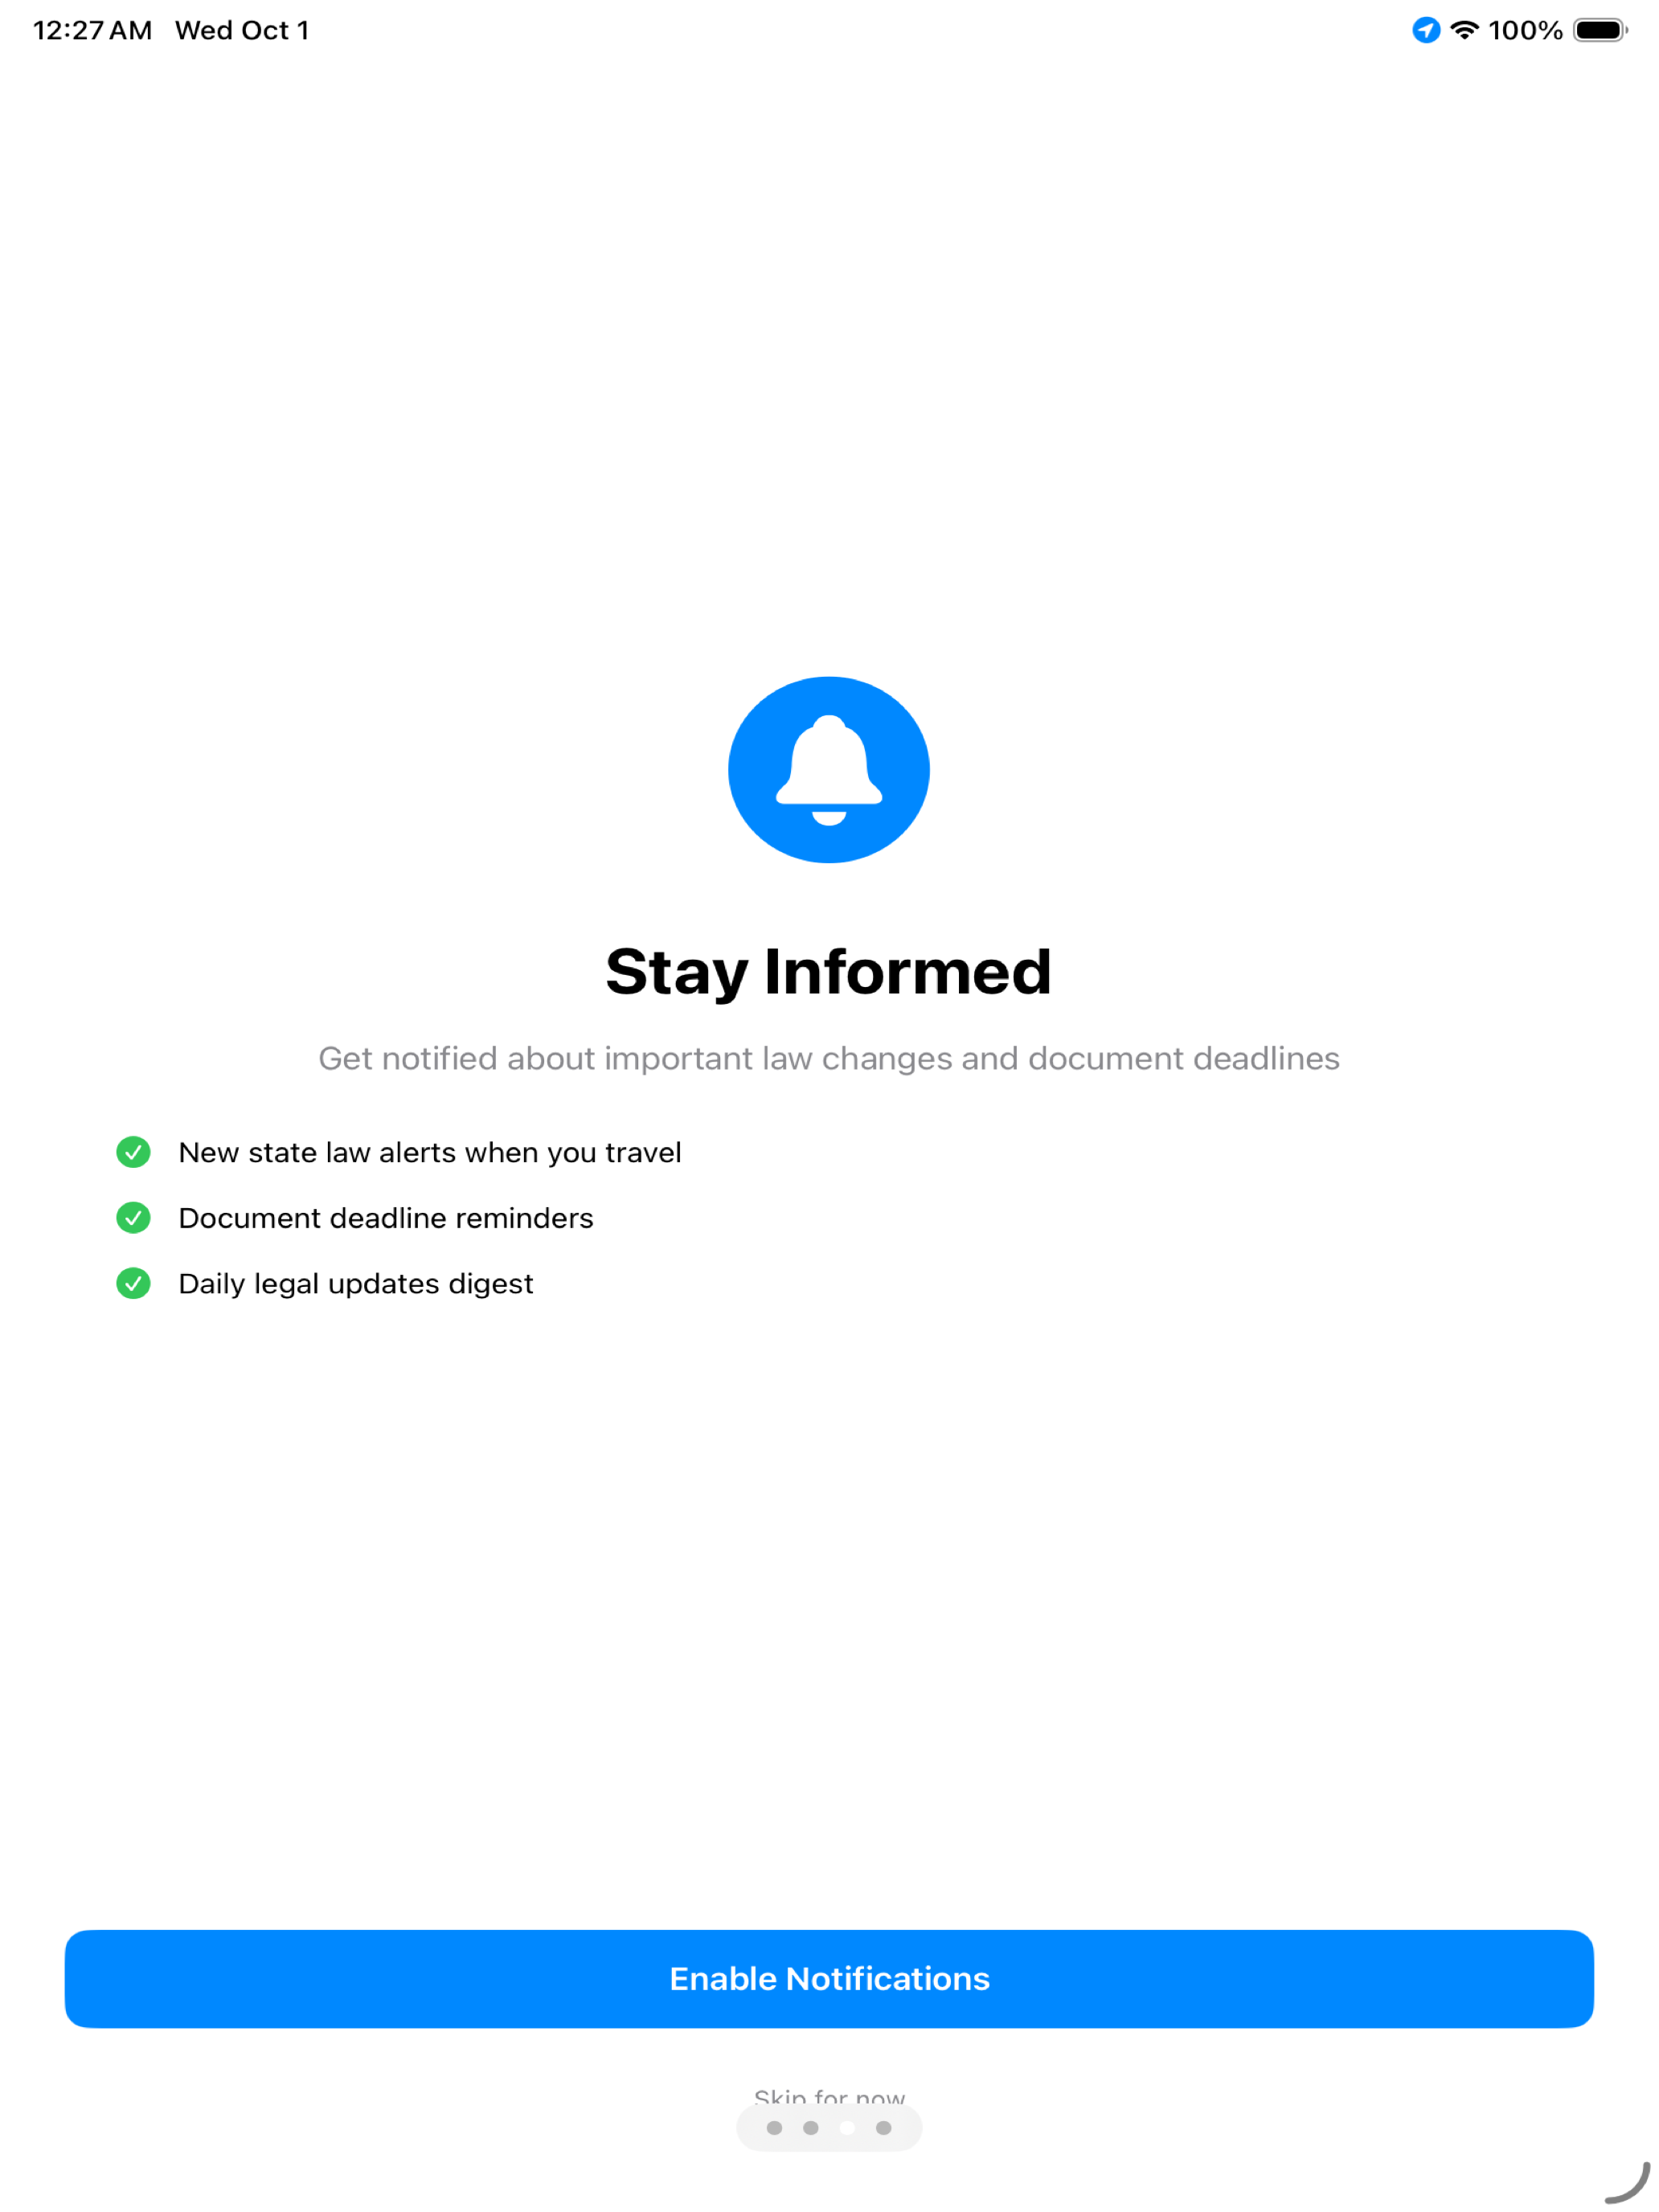 12:27 AM Wed Oct 1 100%
Stay Informed
Get notified about important law changes and document deadlines
New state law alerts when you travel
Document deadline reminders
Daily legal updates digest
Enable Notifications
Skip for now